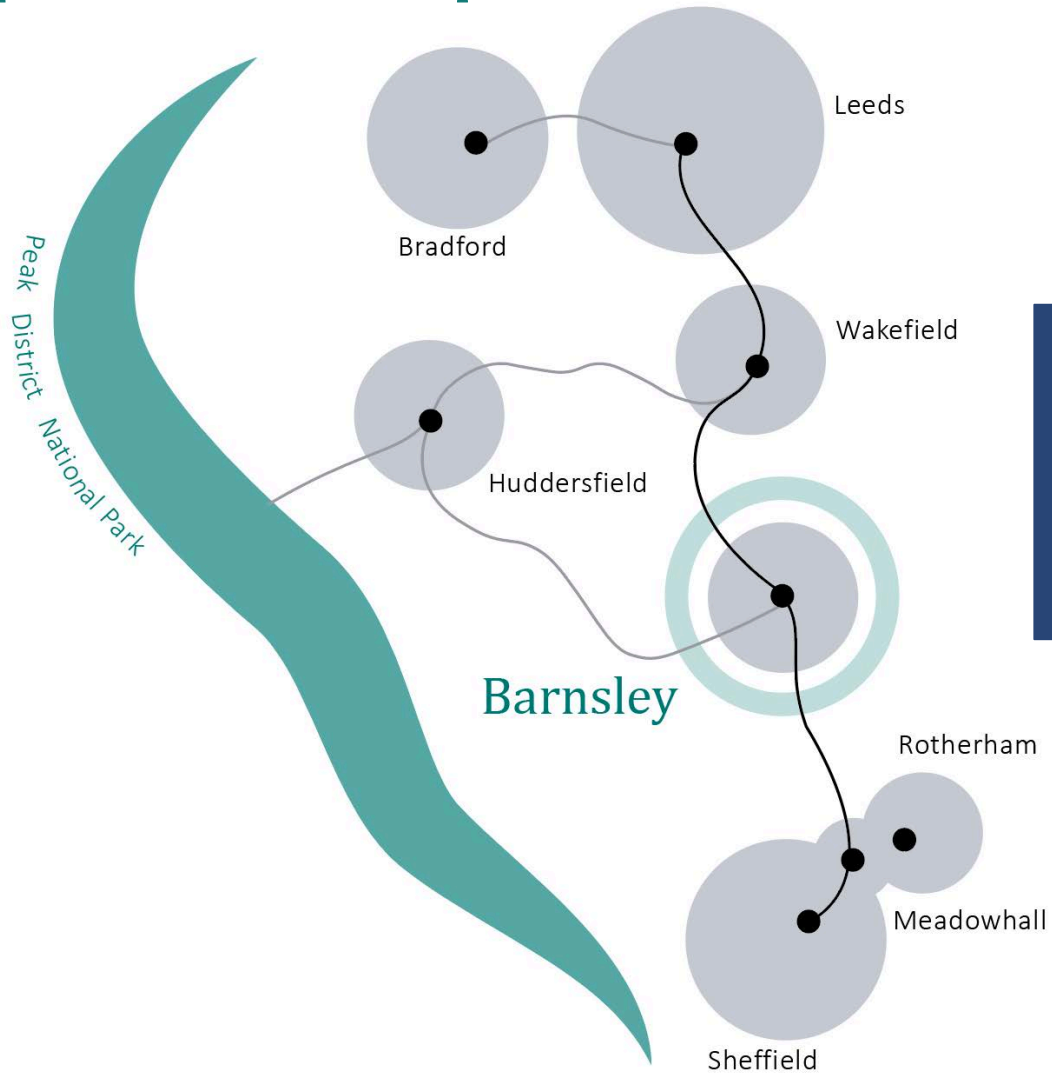 Leeds
Bradford
Wakefield
Peak District National Park
Huddersfield
Barnsley
Rotherham
Meadowhall
Sheffield